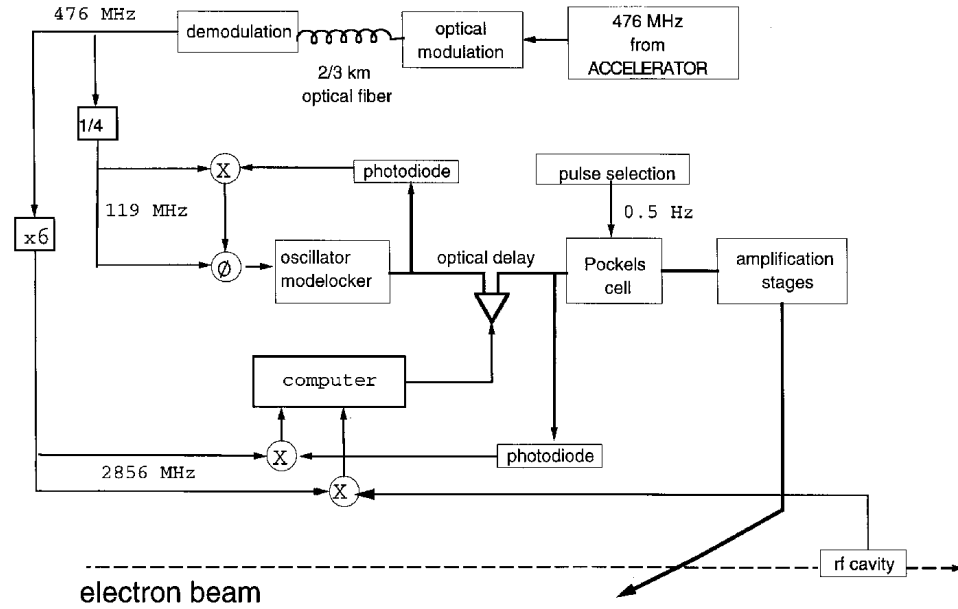 476 MHz
demodulation
optical
modulation
476 MHz
from
ACCELERATOR
2/3 km
optical fiber
1/4
X
photodiode
pulse selection
119 MHz
0.5 Hz
x6
ø
oscillator
modelocker
optical delay
Pockels
cell
amplification
stages
computer
X
photodiode
2856 MHz
X
rf cavity
electron beam